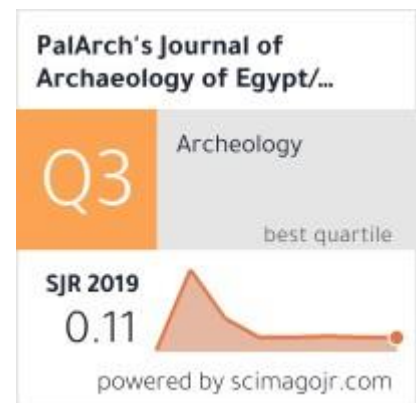 PalArch's Journal of
Archaeology of Egypt/...
Q3
Archeology
best quartile
SJR 2019
0.11
powered by scimagojr.com